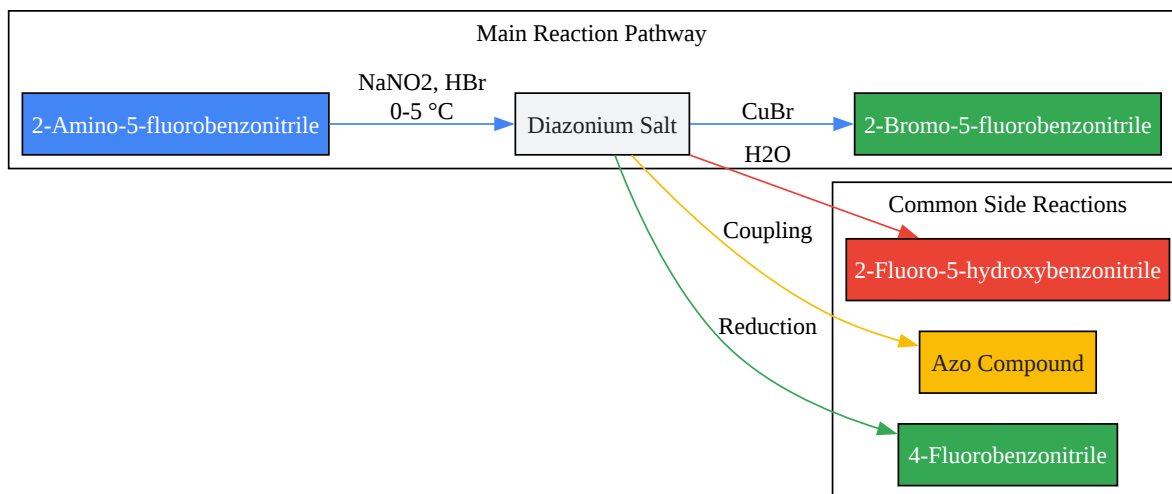 Main Reaction Pathway
2-Amino-5-fluorobenzonitrile
NaNO2, HBr
0-5 °C
Diazonium Salt
CuBr
2-Bromo-5-fluorobenzonitrile
H2O
Common Side Reactions
Coupling
2-Fluoro-5-hydroxybenzonitrile
Reduction
Azo Compound
4-Fluorobenzonitrile